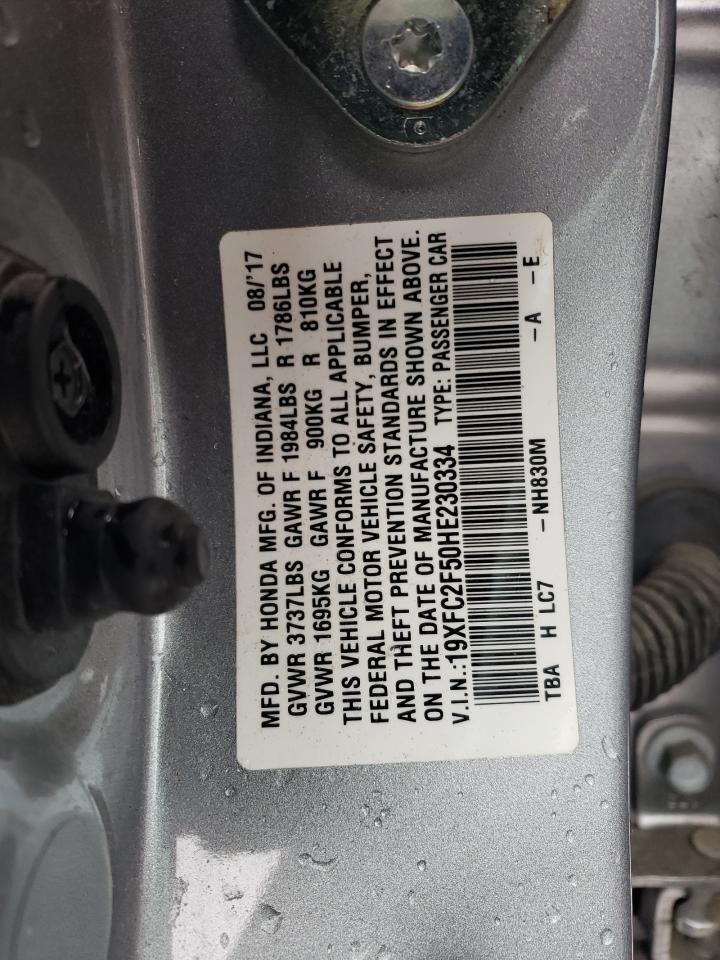 MFD. BY HONDA MFG. OF INDIANA, LLC 08/'17
GVWR 3737LBS GAWR F 1984LBS R 1786LBS
GVWR 1695KG GAWR F 900KG R 810KG
THIS VEHICLE CONFORMS TO ALL APPLICABLE
FEDERAL MOTOR VEHICLE SAFETY, BUMPER,
AND THEFT PREVENTION STANDARDS IN EFFECT
ON THE DATE OF MANUFACTURE SHOWN ABOVE.
V.I.N.:19XFC2F50HE230334 TYPE: PASSENGER CAR
TBA H LC7 -NH830M -A -E